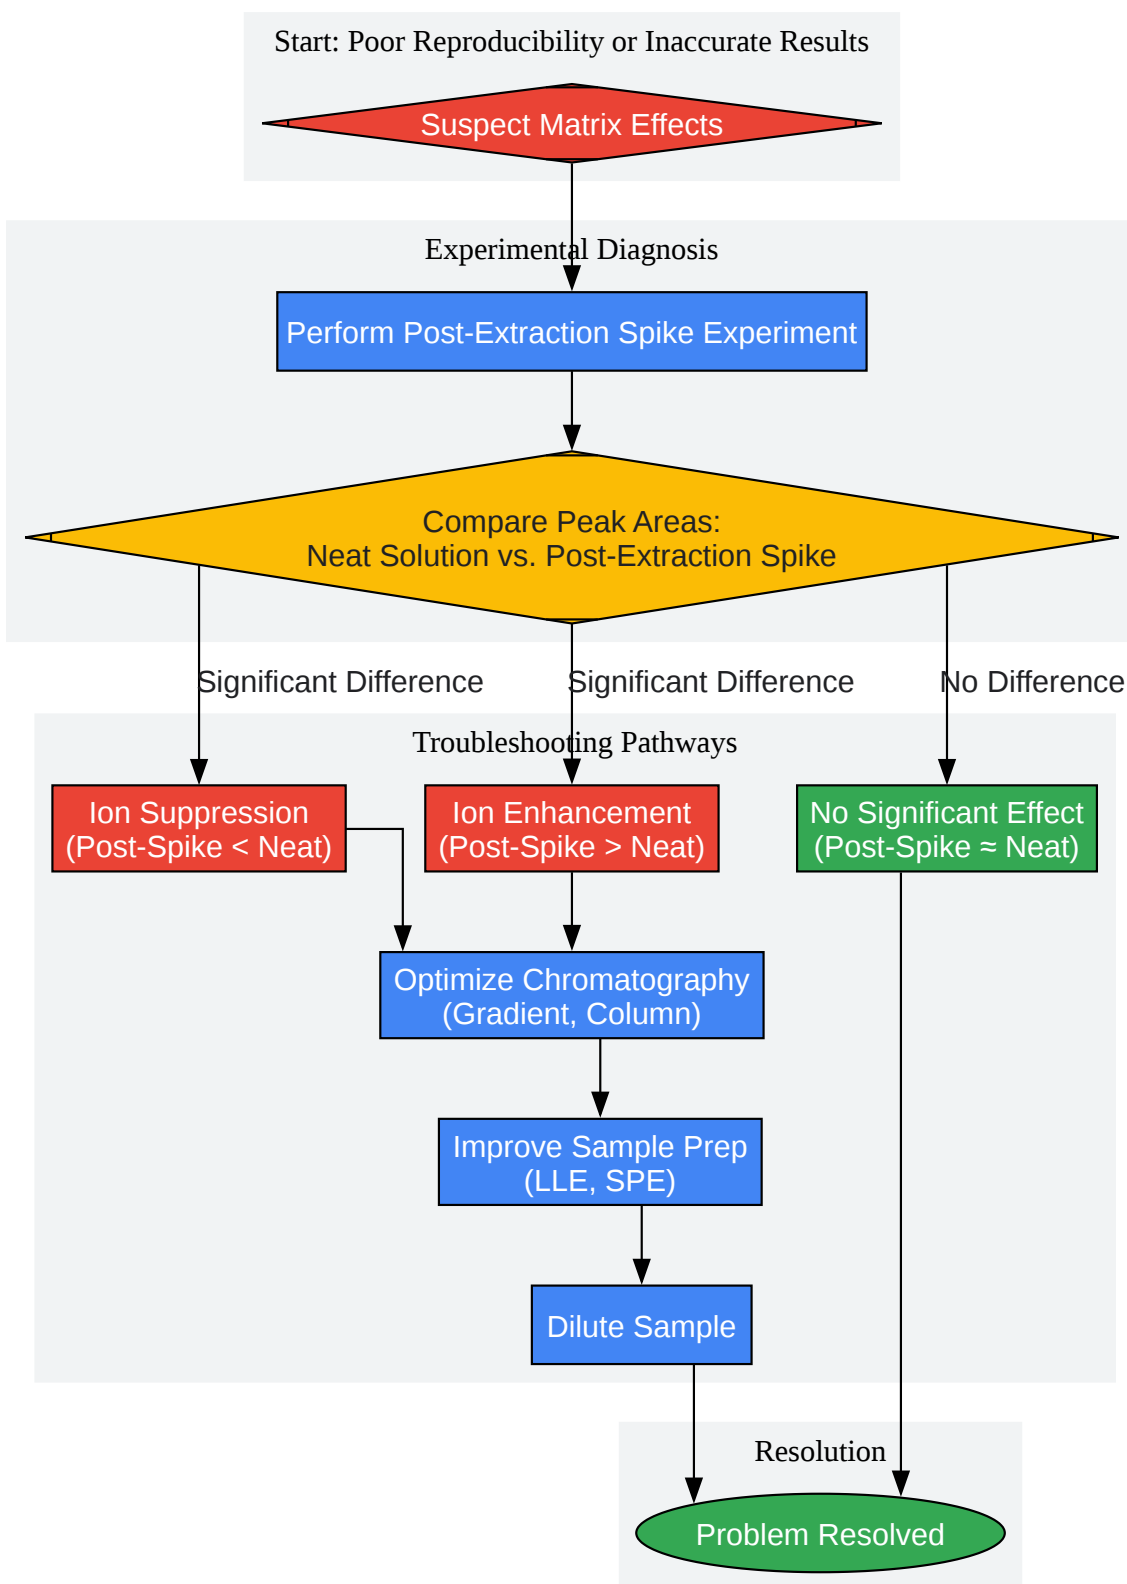 Start: Poor Reproducibility or Inaccurate Results
Suspect Matrix Effects
Experimental Diagnosis
Perform Post-Extraction Spike Experiment
Compare Peak Areas:
Neat Solution vs. Post-Extraction Spike
Significant Difference
Significant Difference
No Difference
Troubleshooting Pathways
Ion Suppression
(Post-Spike < Neat)
Ion Enhancement
(Post-Spike > Neat)
No Significant Effect
(Post-Spike ≈ Neat)
Optimize Chromatography
(Gradient, Column)
Improve Sample Prep
(LLE, SPE)
Dilute Sample
Resolution
Problem Resolved